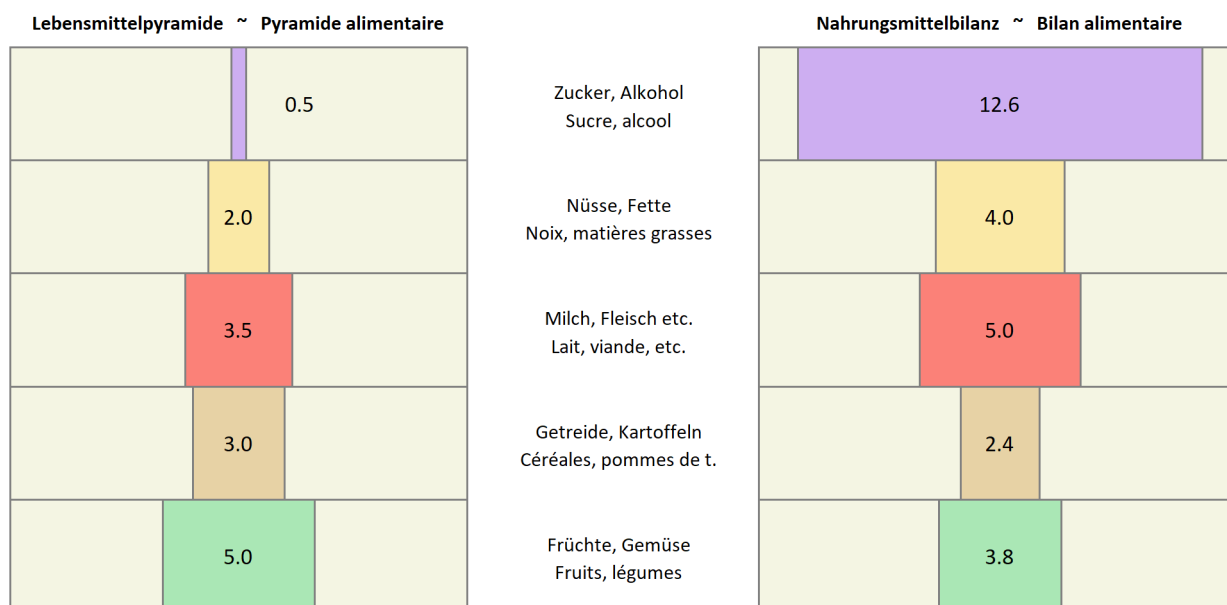 Lebensmittelpyramide ~ Pyramide alimentaire
Nahrungsmittelbilanz ~ Bilan alimentaire
0.5
Zucker, Alkohol
Sucre, alcool
12.6
2.0
Nüsse, Fette
Noix, matières grasses
4.0
3.5
Milch, Fleisch etc.
Lait, viande, etc.
5.0
3.0
Getreide, Kartoffeln
Céréales, pommes de t.
2.4
5.0
Früchte, Gemüse
Fruits, légumes
3.8